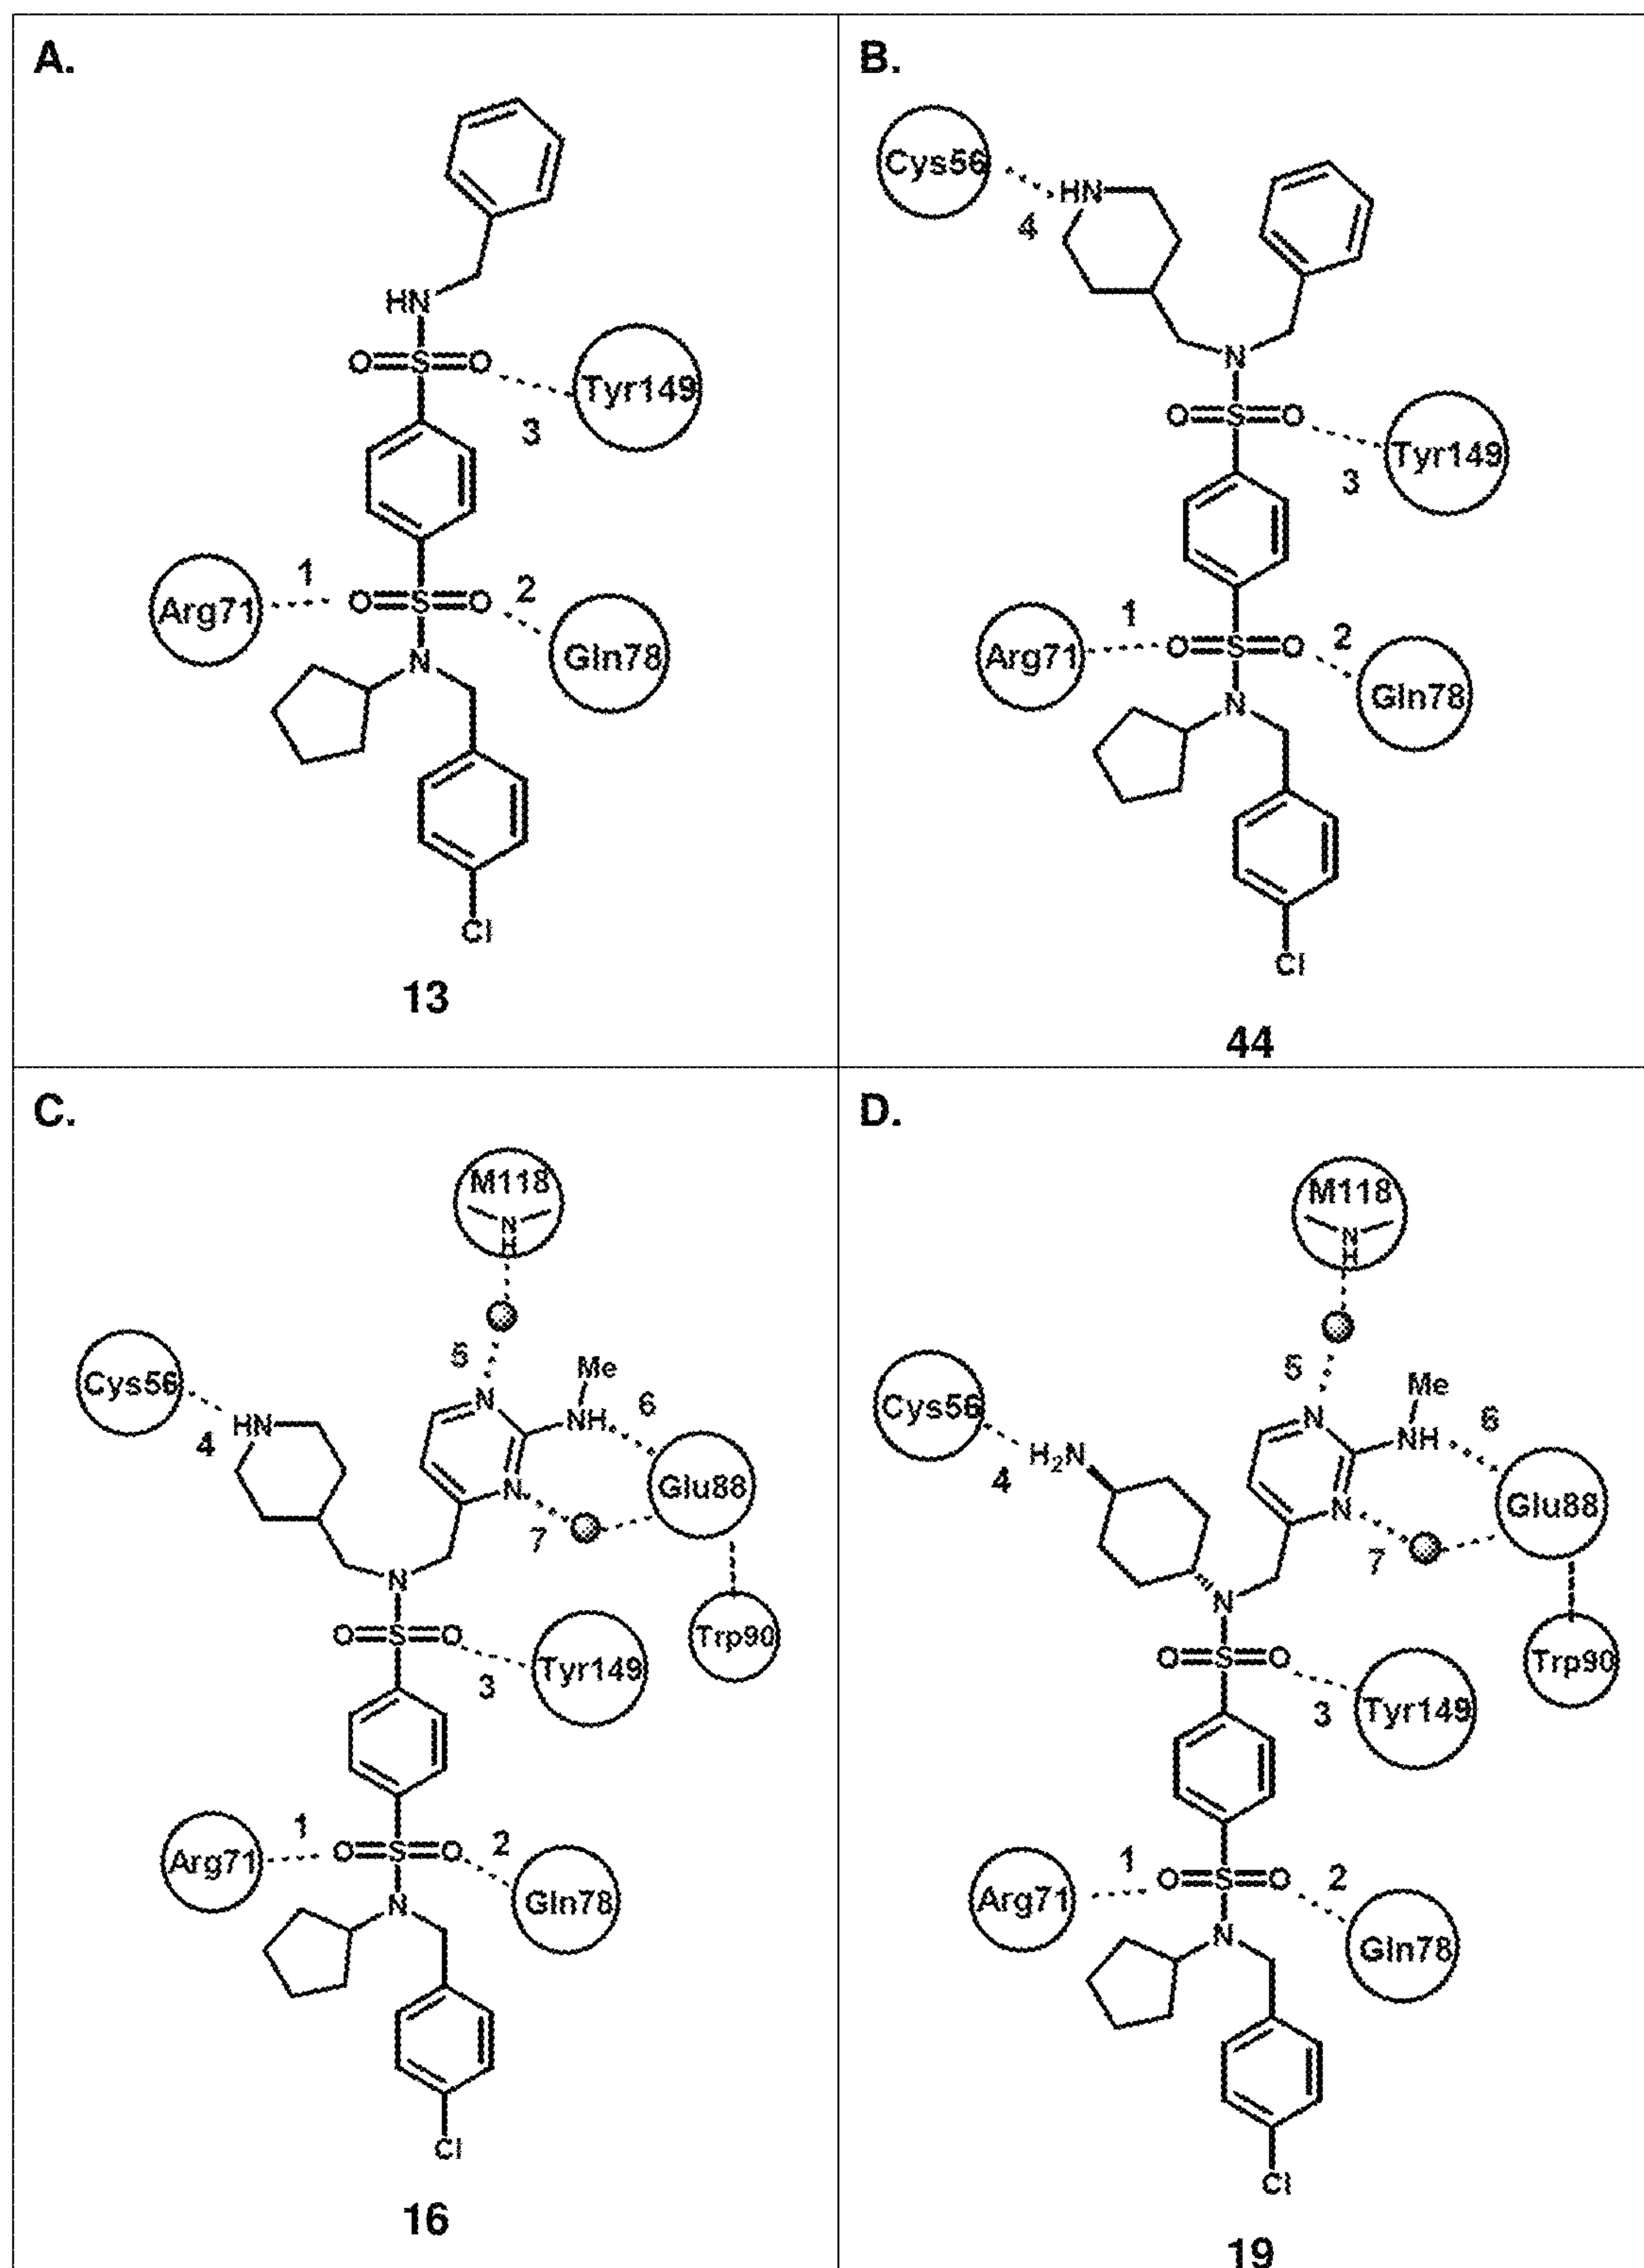 A.
HN
O=S=O
Tyr149
3
1
2
Arg71
O=S=O
Gln78
N
Cl
13
B.
Cys56
HN
4
N
O=S=O
Tyr149
3
1
2
Arg71
O=S=O
Gln78
N
Cl
44
C.
M118
N
H
5
Me
Cys56
N
NH
6
HN
4
Glu88
N
7
N
Trp90
O=S=O
Tyr149
3
1
2
Arg71
O=S=O
Gln78
N
Cl
16
D.
M118
N
H
5
Me
Cys56
N
NH
6
H2N
4
Glu88
N
7
N
Trp90
O=S=O
Tyr149
3
1
2
Arg71
O=S=O
Gln78
N
Cl
19